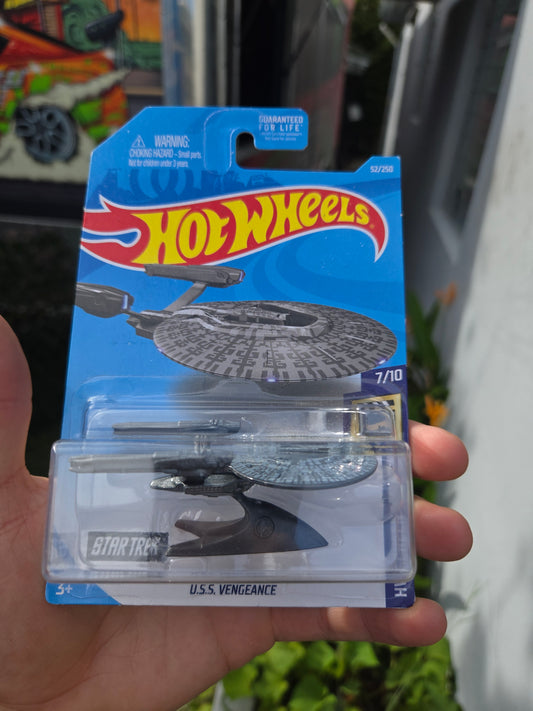 GUARANTEED
FOR LIFE
WARNING:
CHOKING HAZARD - Small parts
Not for children under 3 years.
52/250
HOT WHEELS
7/10
STAR TREK
3+
U.S.S. VENGEANCE
H